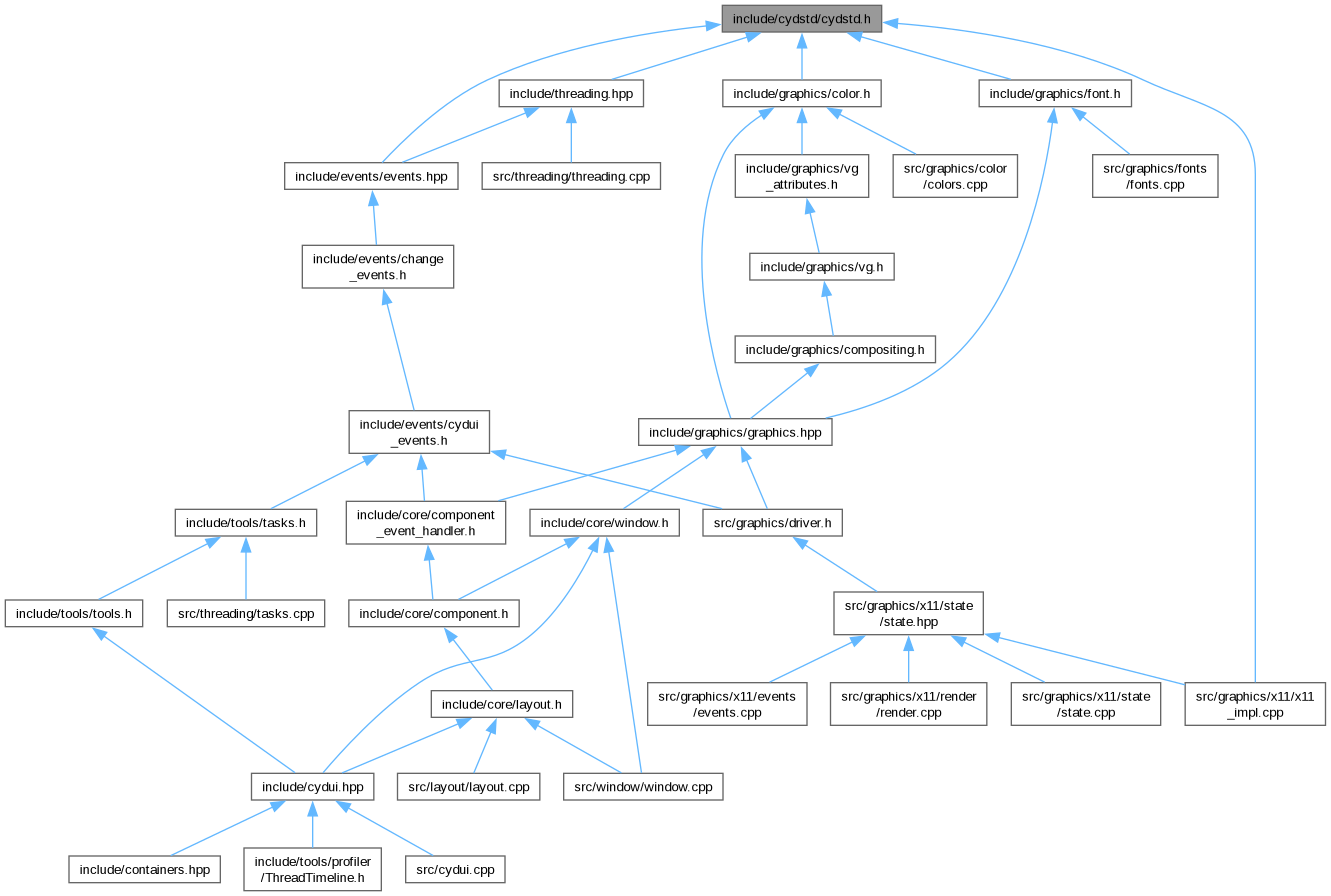 include/cydstd/cydstd.h
include/threading.hpp
include/graphics/color.h
include/graphics/font.h
include/events/events.hpp
src/threading/threading.cpp
include/graphics/vg
_attributes.h
src/graphics/color
/colors.cpp
src/graphics/fonts
/fonts.cpp
include/events/change
_events.h
include/graphics/vg.h
include/graphics/compositing.h
include/events/cydui
_events.h
include/graphics/graphics.hpp
include/tools/tasks.h
include/core/component
_event_handler.h
include/core/window.h
src/graphics/driver.h
include/tools/tools.h
src/threading/tasks.cpp
include/core/component.h
src/graphics/x11/state
/state.hpp
include/core/layout.h
src/graphics/x11/events
/events.cpp
src/graphics/x11/render
/render.cpp
src/graphics/x11/state
/state.cpp
src/graphics/x11/x11
_impl.cpp
include/cydui.hpp
src/layout/layout.cpp
src/window/window.cpp
include/containers.hpp
include/tools/profiler
/ThreadTimeline.h
src/cydui.cpp